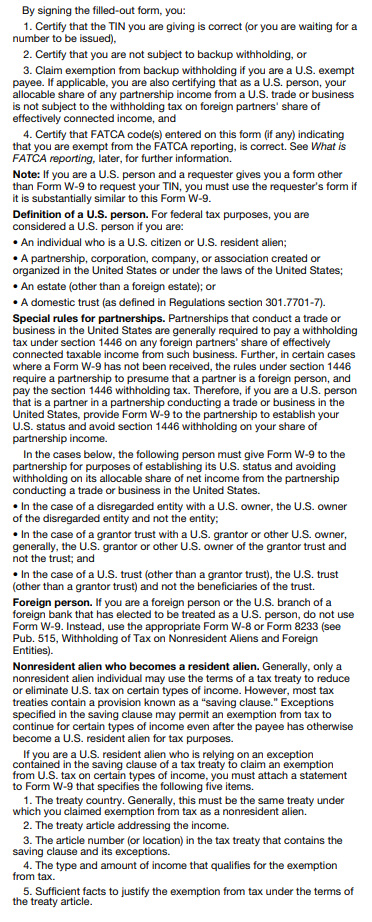 By signing the filled-out form, you:
1. Certify that the TIN you are giving is correct (or you are waiting for a
number to be issued),
2. Certify that you are not subject to backup withholding, or
3. Claim exemption from backup withholding if you are a U.S. exempt
payee. If applicable, you are also certifying that as a U.S. person, your
allocable share of any partnership income from a U.S. trade or business
is not subject to the withholding tax on foreign partners' share of
effectively connected income, and
4. Certify that FATCA code(s) entered on this form (if any) indicating
that you are exempt from the FATCA reporting, is correct. See What is
FATCA reporting, later, for further information.
Note: If you are a U.S. person and a requester gives you a form other
than Form W-9 to request your TIN, you must use the requester's form if
it is substantially similar to this Form W-9.
Definition of a U.S. person. For federal tax purposes, you are
considered a U.S. person if you are:
• An individual who is a U.S. citizen or U.S. resident alien;
• A partnership, corporation, company, or association created or
organized in the United States or under the laws of the United States;
• An estate (other than a foreign estate); or
• A domestic trust (as defined in Regulations section 301.7701-7).
Special rules for partnerships. Partnerships that conduct a trade or
business in the United States are generally required to pay a withholding
tax under section 1446 on any foreign partners' share of effectively
connected taxable income from such business. Further, in certain cases
where a Form W-9 has not been received, the rules under section 1446
require a partnership to presume that a partner is a foreign person, and
pay the section 1446 withholding tax. Therefore, if you are a U.S. person
that is a partner in a partnership conducting a trade or business in the
United States, provide Form W-9 to the partnership to establish your
U.S. status and avoid section 1446 withholding on your share of
partnership income.
In the cases below, the following person must give Form W-9 to the
partnership for purposes of establishing its U.S. status and avoiding
withholding on its allocable share of net income from the partnership
conducting a trade or business in the United States.
• In the case of a disregarded entity with a U.S. owner, the U.S. owner
of the disregarded entity and not the entity;
• In the case of a grantor trust with a U.S. grantor or other U.S. owner,
generally, the U.S. grantor or other U.S. owner of the grantor trust and
not the trust; and
• In the case of a U.S. trust (other than a grantor trust), the U.S. trust
(other than a grantor trust) and not the beneficiaries of the trust.
Foreign person. If you are a foreign person or the U.S. branch of a
foreign bank that has elected to be treated as a U.S. person, do not use
Form W-9. Instead, use the appropriate Form W-8 or Form 8233 (see
Pub. 515, Withholding of Tax on Nonresident Aliens and Foreign
Entities).
Nonresident alien who becomes a resident alien. Generally, only a
nonresident alien individual may use the terms of a tax treaty to reduce
or eliminate U.S. tax on certain types of income. However, most tax
treaties contain a provision known as a “saving clause.” Exceptions
specified in the saving clause may permit an exemption from tax to
continue for certain types of income even after the payee has otherwise
become a U.S. resident alien for tax purposes.
If you are a U.S. resident alien who is relying on an exception
contained in the saving clause of a tax treaty to claim an exemption
from U.S. tax on certain types of income, you must attach a statement
to Form W-9 that specifies the following five items.
1. The treaty country. Generally, this must be the same treaty under
which you claimed exemption from tax as a nonresident alien.
2. The treaty article addressing the income.
3. The article number (or location) in the tax treaty that contains the
saving clause and its exceptions.
4. The type and amount of income that qualifies for the exemption
from tax.
5. Sufficient facts to justify the exemption from tax under the terms of
the treaty article.